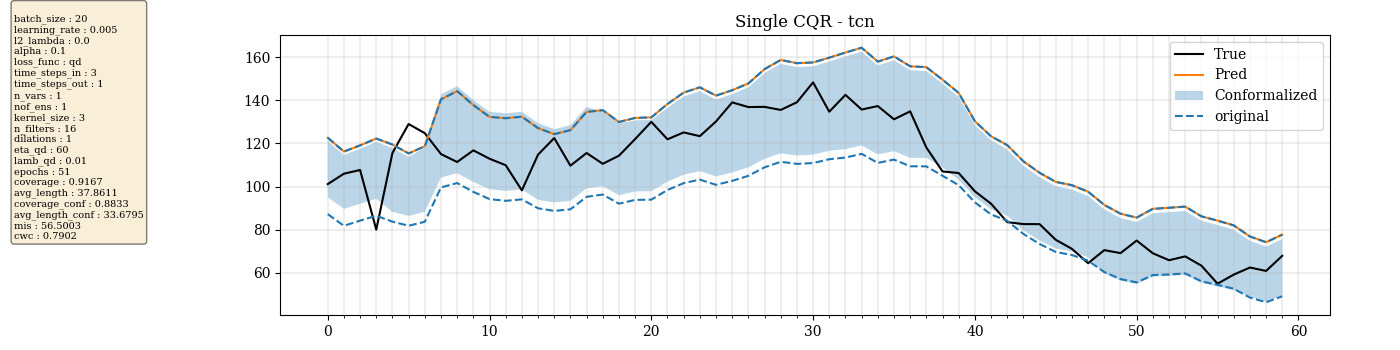 batch_size : 20
learning_rate : 0.005
l2_lambda : 0.0
alpha : 0.1
loss_func : qd
time_steps_in : 3
time_steps_out : 1
n_vars : 1
nof_ens : 1
kernel_size : 3
n_filters : 16
dilations : 1
eta_qd : 60
lamb_qd : 0.01
epochs : 51
coverage : 0.9167
avg_length : 37.8611
coverage_conf : 0.8833
avg_length_conf : 33.6795
mis : 56.5003
cwc : 0.7902
Single CQR - tcn
160
140
120
100
80
60
0 10 20 30 40 50 60
True
Pred
Conformalized
original